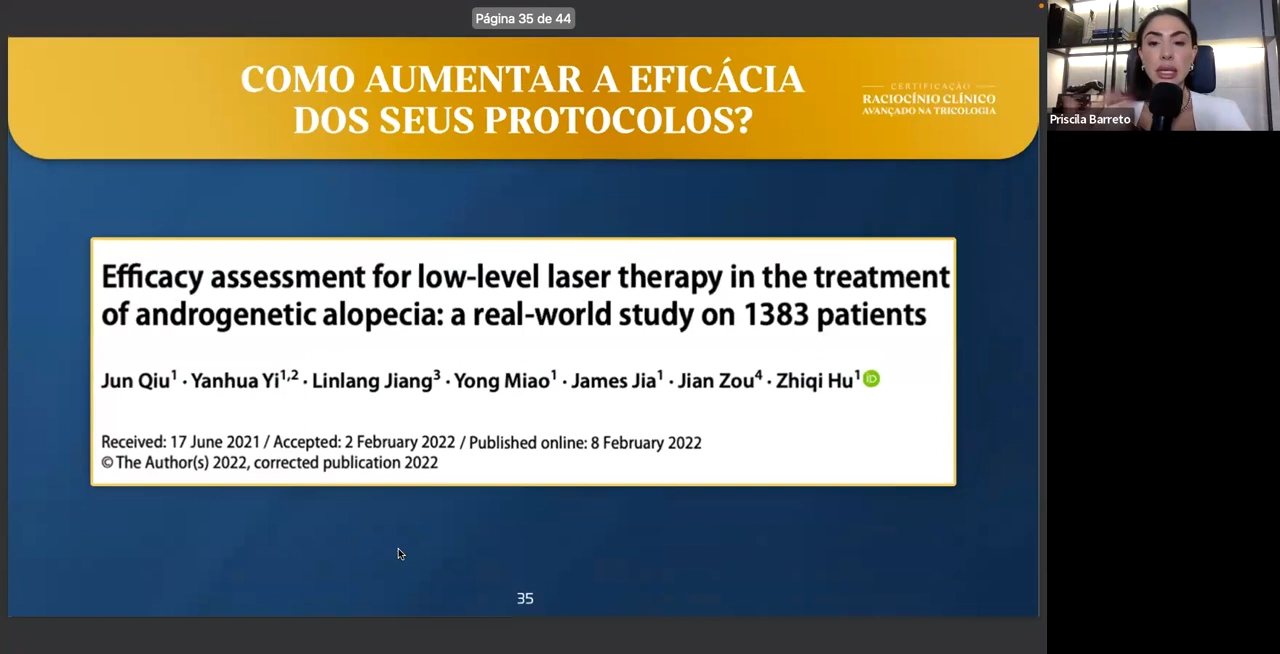 Página 35 de 44
COMO AUMENTAR A EFICÁCIA
DOS SEUS PROTOCOLOS?
CERTIFICAÇÃO
RACIOCÍNIO CLÍNICO
AVANÇADO NA TRICOLOGIA
Priscila Barreto
Efficacy assessment for low-level laser therapy in the treatment
of androgenetic alopecia: a real-world study on 1383 patients
Jun Qiu¹ · Yanhua Yi¹,² · Linlang Jiang³ · Yong Miao¹ · James Jia¹ · Jian Zou⁴ · Zhiqi Hu¹ iD
Received: 17 June 2021 / Accepted: 2 February 2022 / Published online: 8 February 2022
© The Author(s) 2022, corrected publication 2022
35